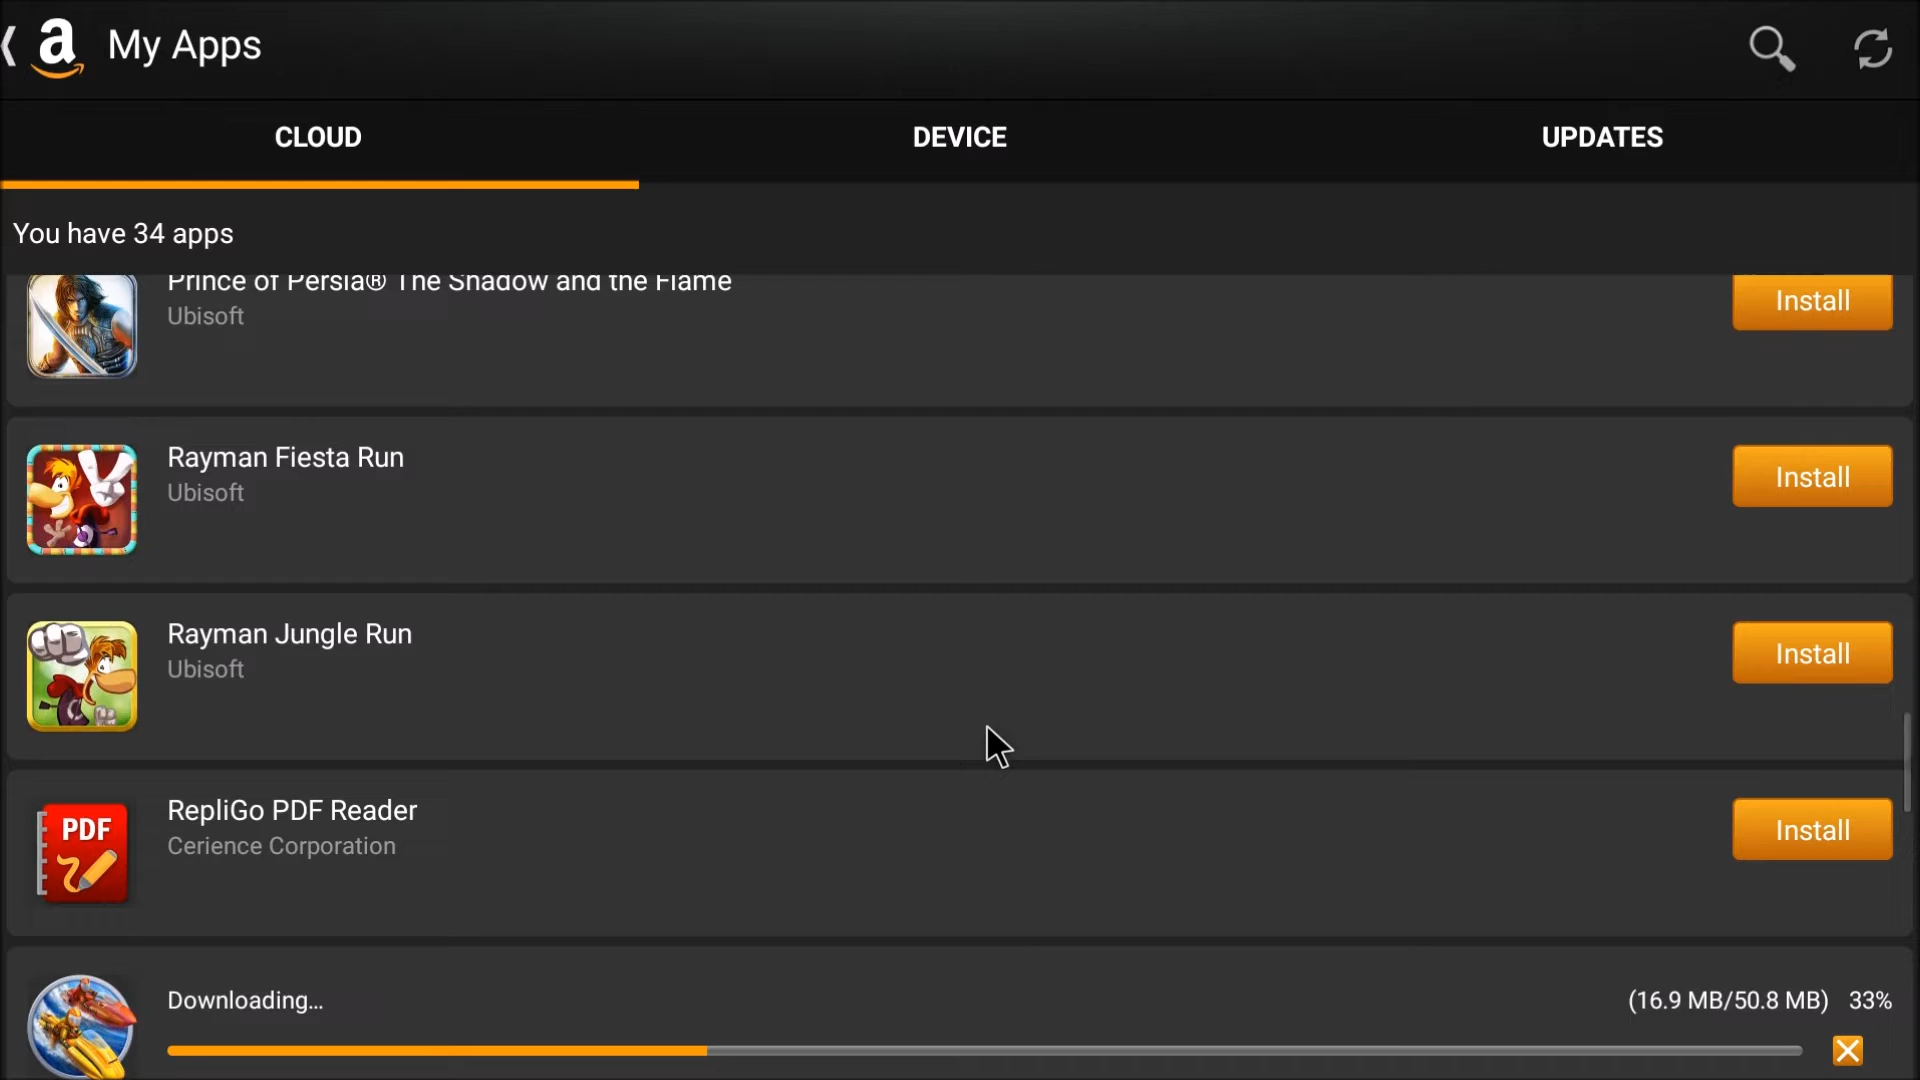 My Apps
CLOUD
DEVICE
UPDATES
You have 34 apps
Prince of Persia® The Shadow and the Flame
Ubisoft
Install
Rayman Fiesta Run
Ubisoft
Install
Rayman Jungle Run
Ubisoft
Install
PDF
RepliGo PDF Reader
Cerience Corporation
Install
Downloading...
(16.9 MB/50.8 MB) 33%